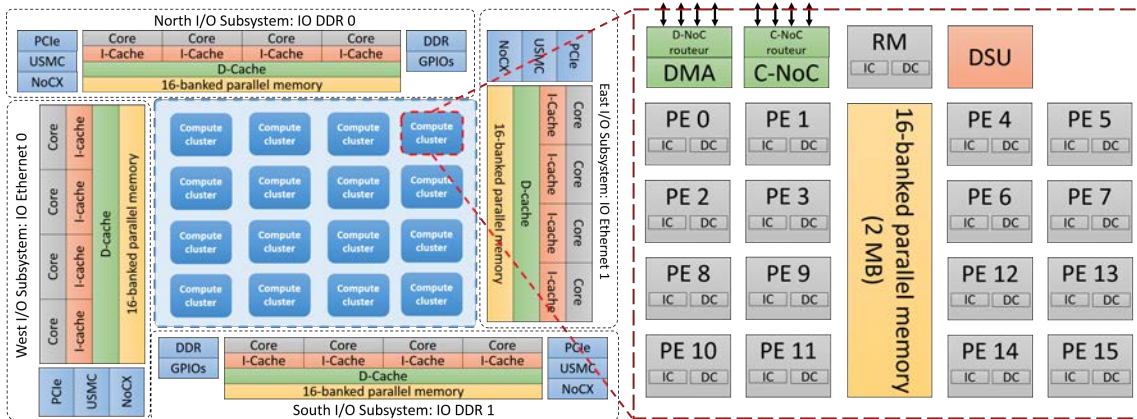 North I/O Subsystem: IO DDR 0
PCIe
USMC
NoCX
Core Core Core Core
I-Cache I-Cache I-Cache I-Cache
D-Cache
16-banked parallel memory
DDR
GPIOs
West I/O Subsystem: IO Ethernet 0
Core Core Core Core
I-cache I-cache I-cache I-cache
D-cache
16-banked parallel memory
PCIe
USMC
NoCX
Compute cluster Compute cluster Compute cluster Compute cluster
Compute cluster Compute cluster Compute cluster Compute cluster
Compute cluster Compute cluster Compute cluster Compute cluster
Compute cluster Compute cluster Compute cluster Compute cluster
NoCX
USMC
PCIe
16-banked parallel memory
D-cache
I-Cache I-Cache I-Cache I-Cache
Core Core Core Core
East I/O Subsystem: IO Ethernet 1
DDR
GPIOs
Core Core Core Core
I-Cache I-Cache I-Cache I-Cache
D-Cache
16-banked parallel memory
PCIe
USMC
NoCX
South I/O Subsystem: IO DDR 1
D-NoC
routeur
DMA
C-NoC
routeur
C-NoC
RM
IC DC
DSU
PE 0 PE 1 PE 4 PE 5
IC DC IC DC IC DC IC DC
PE 2 PE 3 PE 6 PE 7
IC DC IC DC IC DC IC DC
PE 8 PE 9 PE 12 PE 13
IC DC IC DC IC DC IC DC
PE 10 PE 11 PE 14 PE 15
IC DC IC DC IC DC IC DC
16-banked parallel memory
(2 MB)